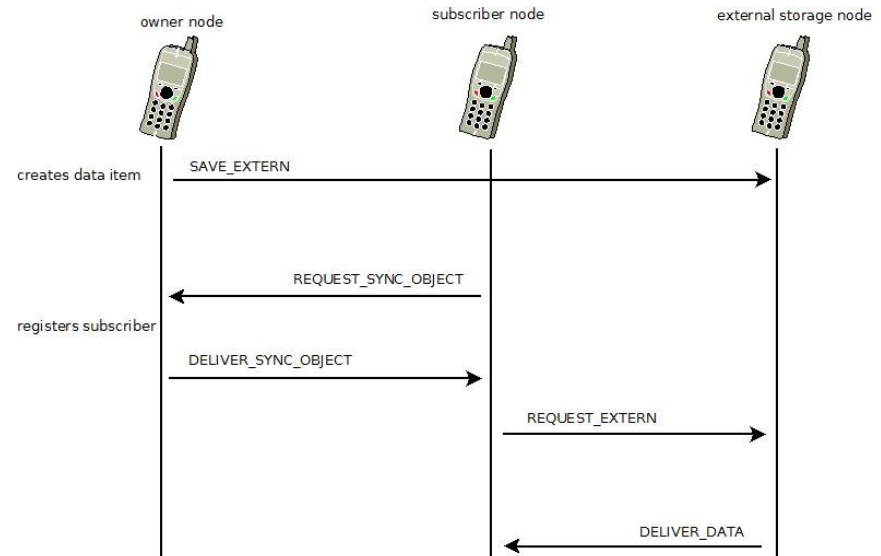 owner node
subscriber node
external storage node
creates data item
SAVE_EXTERN
REQUEST_SYNC_OBJECT
registers subscriber
DELIVER_SYNC_OBJECT
REQUEST_EXTERN
DELIVER_DATA